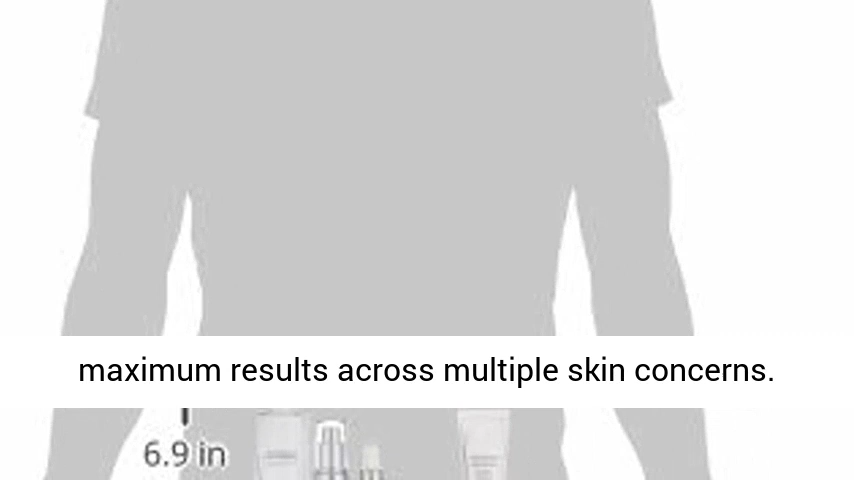 maximum results across multiple skin concerns.
6.9 in